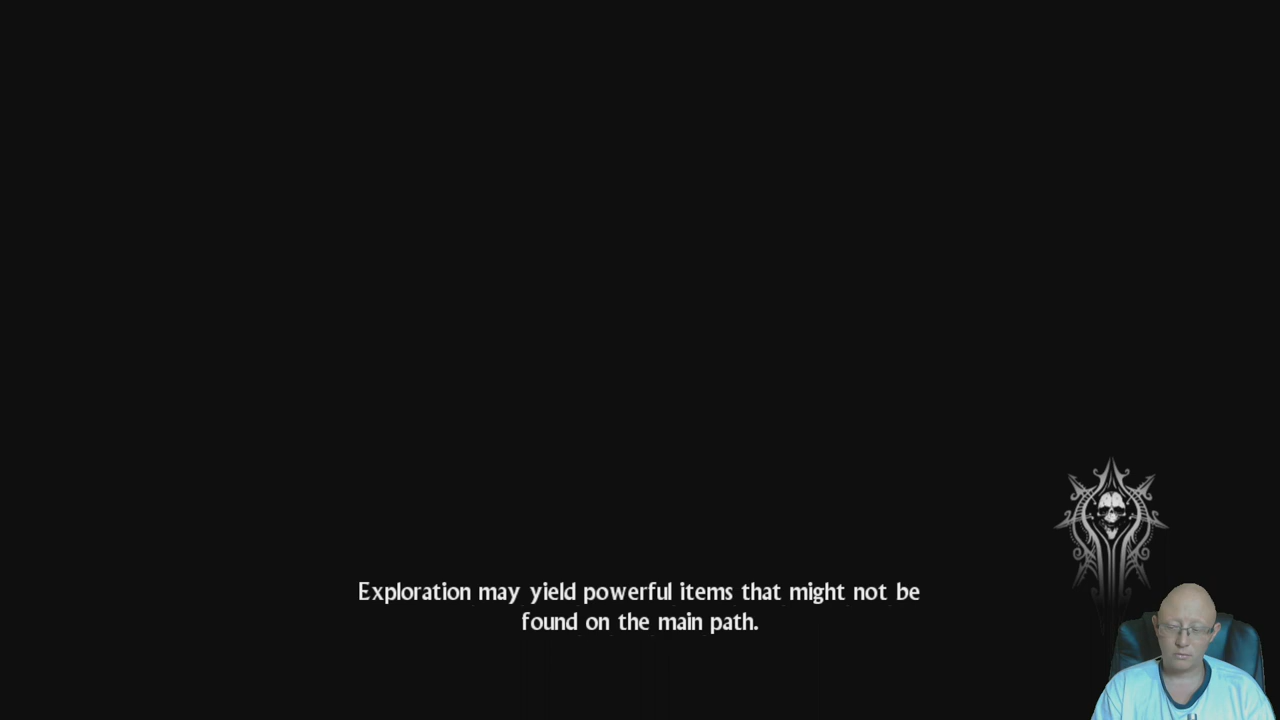 Exploration may yield powerful items that might not be
found on the main path.